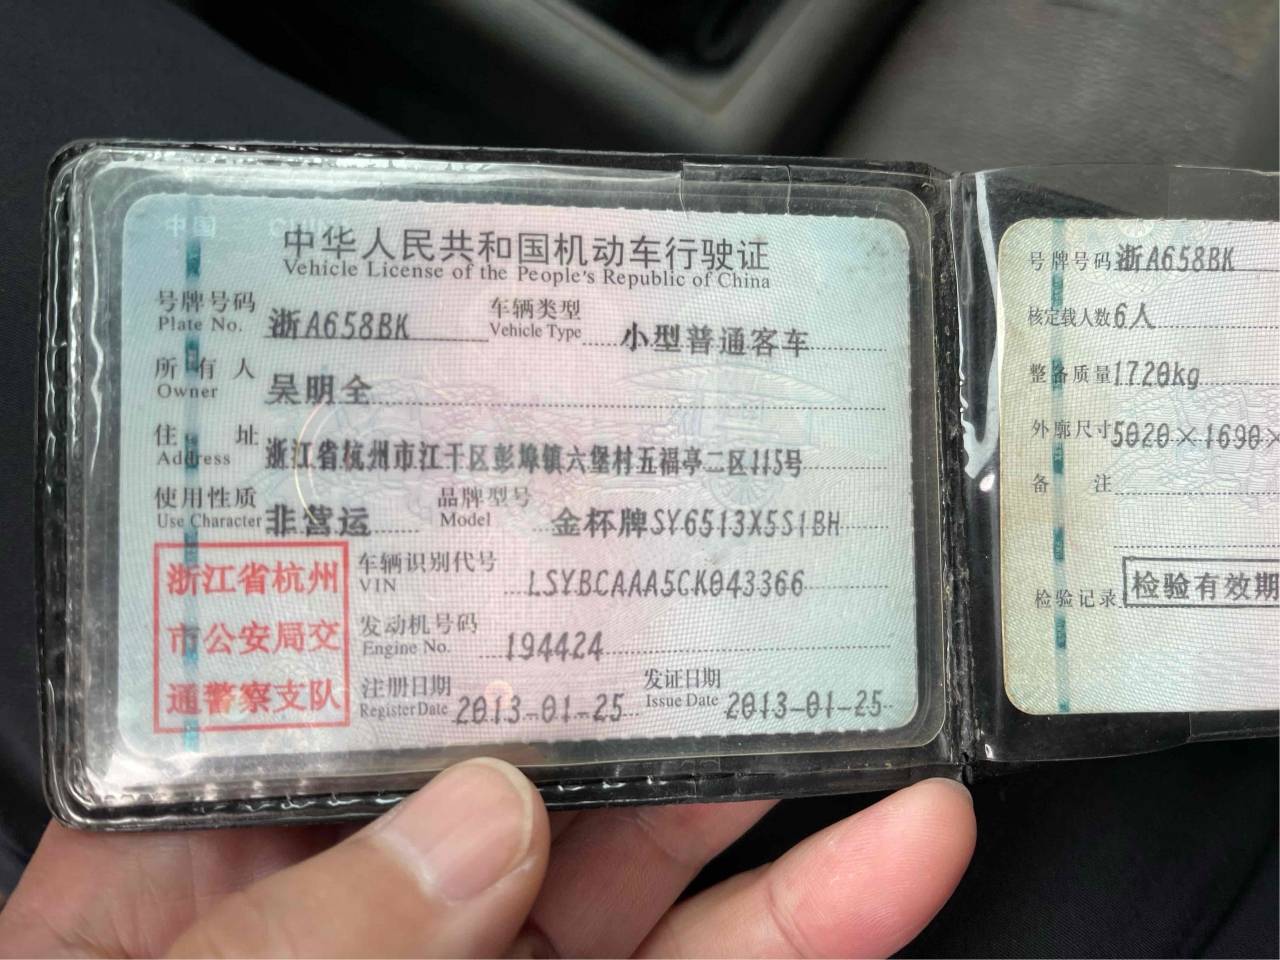 中国 CHINA
中华人民共和国机动车行驶证
Vehicle License of the People's Republic of China
号牌号码 浙A658BK 车辆类型 小型普通客车
Plate No. Vehicle Type
所有人 吴明全
Owner
住址 浙江省杭州市江干区彭埠镇六堡村五福亭二区115号
Address
使用性质 非营运 品牌型号 金杯牌SY6513X5S1BH
Use Character Model
浙江省杭州
市公安局交
通警察支队
车辆识别代号 LSYBCAAA5CK043366
VIN
发动机号码 194424
Engine No.
注册日期 2013-01-25 发证日期 2013-01-25
Register Date Issue Date
号牌号码 浙A658BK
核定载人数 6人
整备质量 1720kg
外廓尺寸 5020×1690×
备注
检验记录 检验有效期